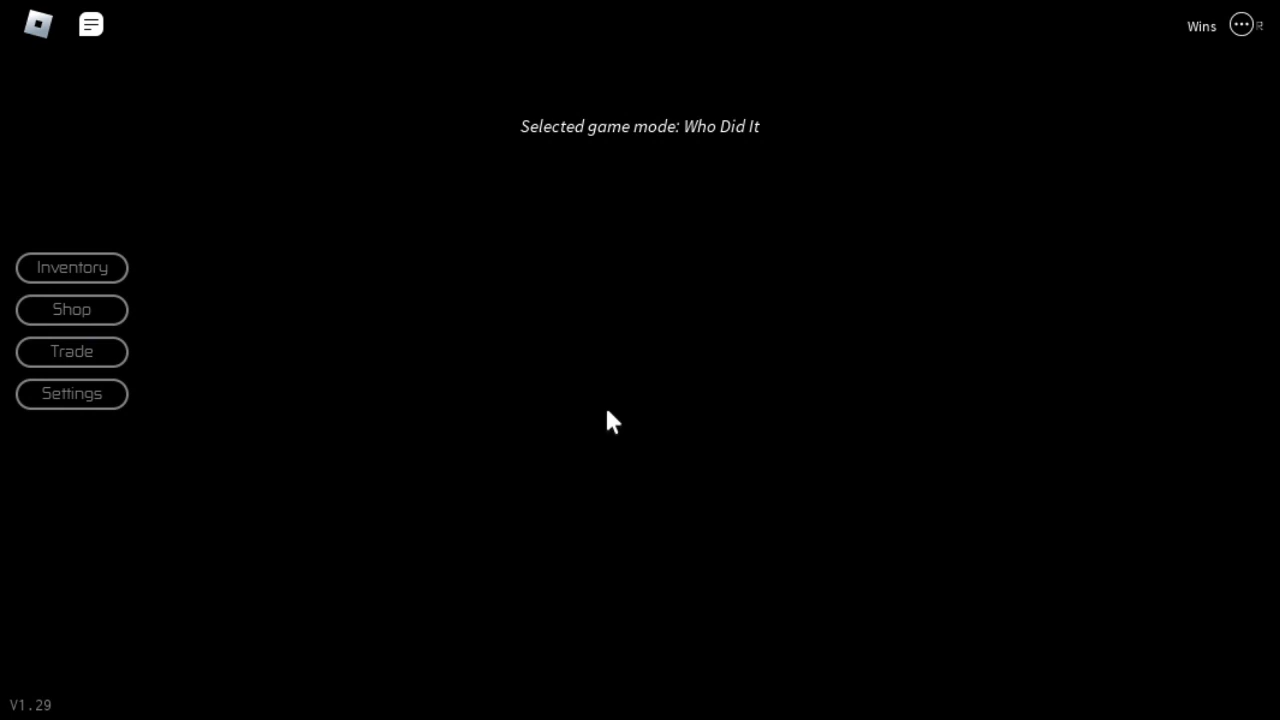 Wins
Selected game mode: Who Did It
Inventory
Shop
Trade
Settings
V1.29